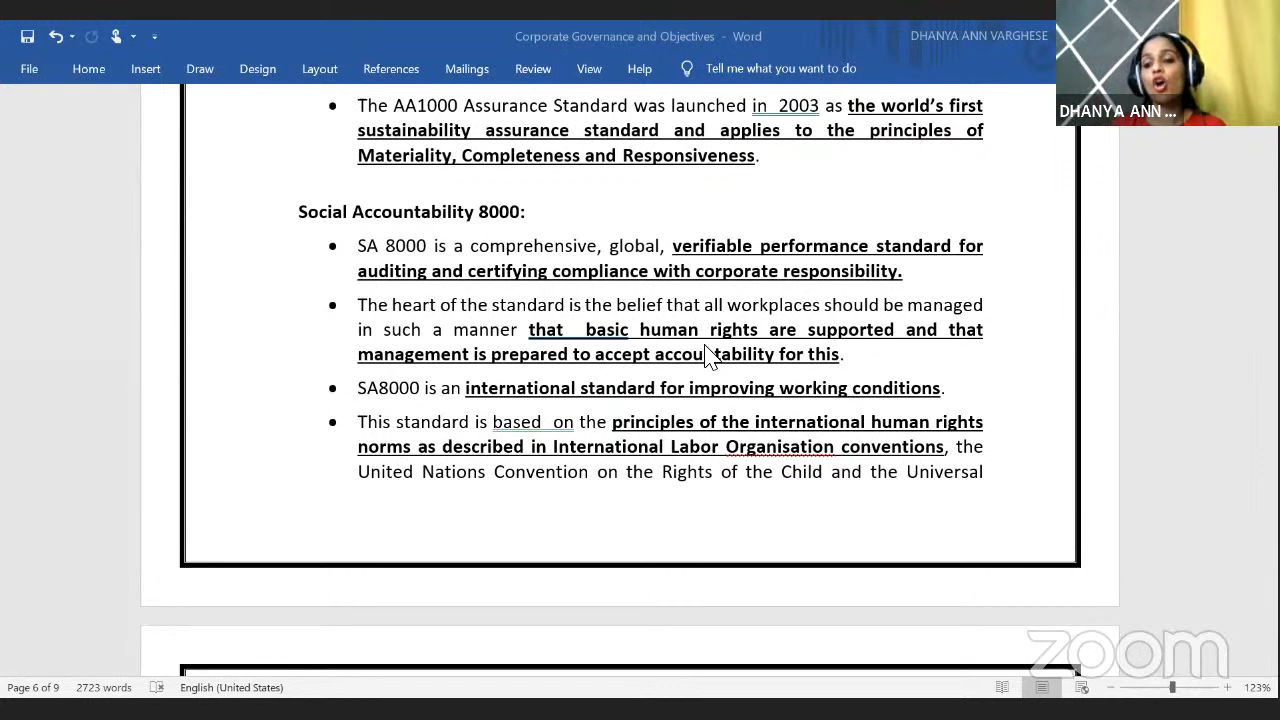 Corporate Governance and Objectives - Word
DHANYA ANN VARGHESE
File Home Insert Draw Design Layout References Mailings Review View Help Tell me what you want to do
DHANYA ANN ...
• The AA1000 Assurance Standard was launched in 2003 as the world's first
sustainability assurance standard and applies to the principles of
Materiality, Completeness and Responsiveness.
Social Accountability 8000:
• SA 8000 is a comprehensive, global, verifiable performance standard for
auditing and certifying compliance with corporate responsibility.
• The heart of the standard is the belief that all workplaces should be managed
in such a manner that basic human rights are supported and that
management is prepared to accept accountability for this.
• SA8000 is an international standard for improving working conditions.
• This standard is based on the principles of the international human rights
norms as described in International Labor Organisation conventions, the
United Nations Convention on the Rights of the Child and the Universal
zoom
Page 6 of 9 2723 words English (United States) 123%